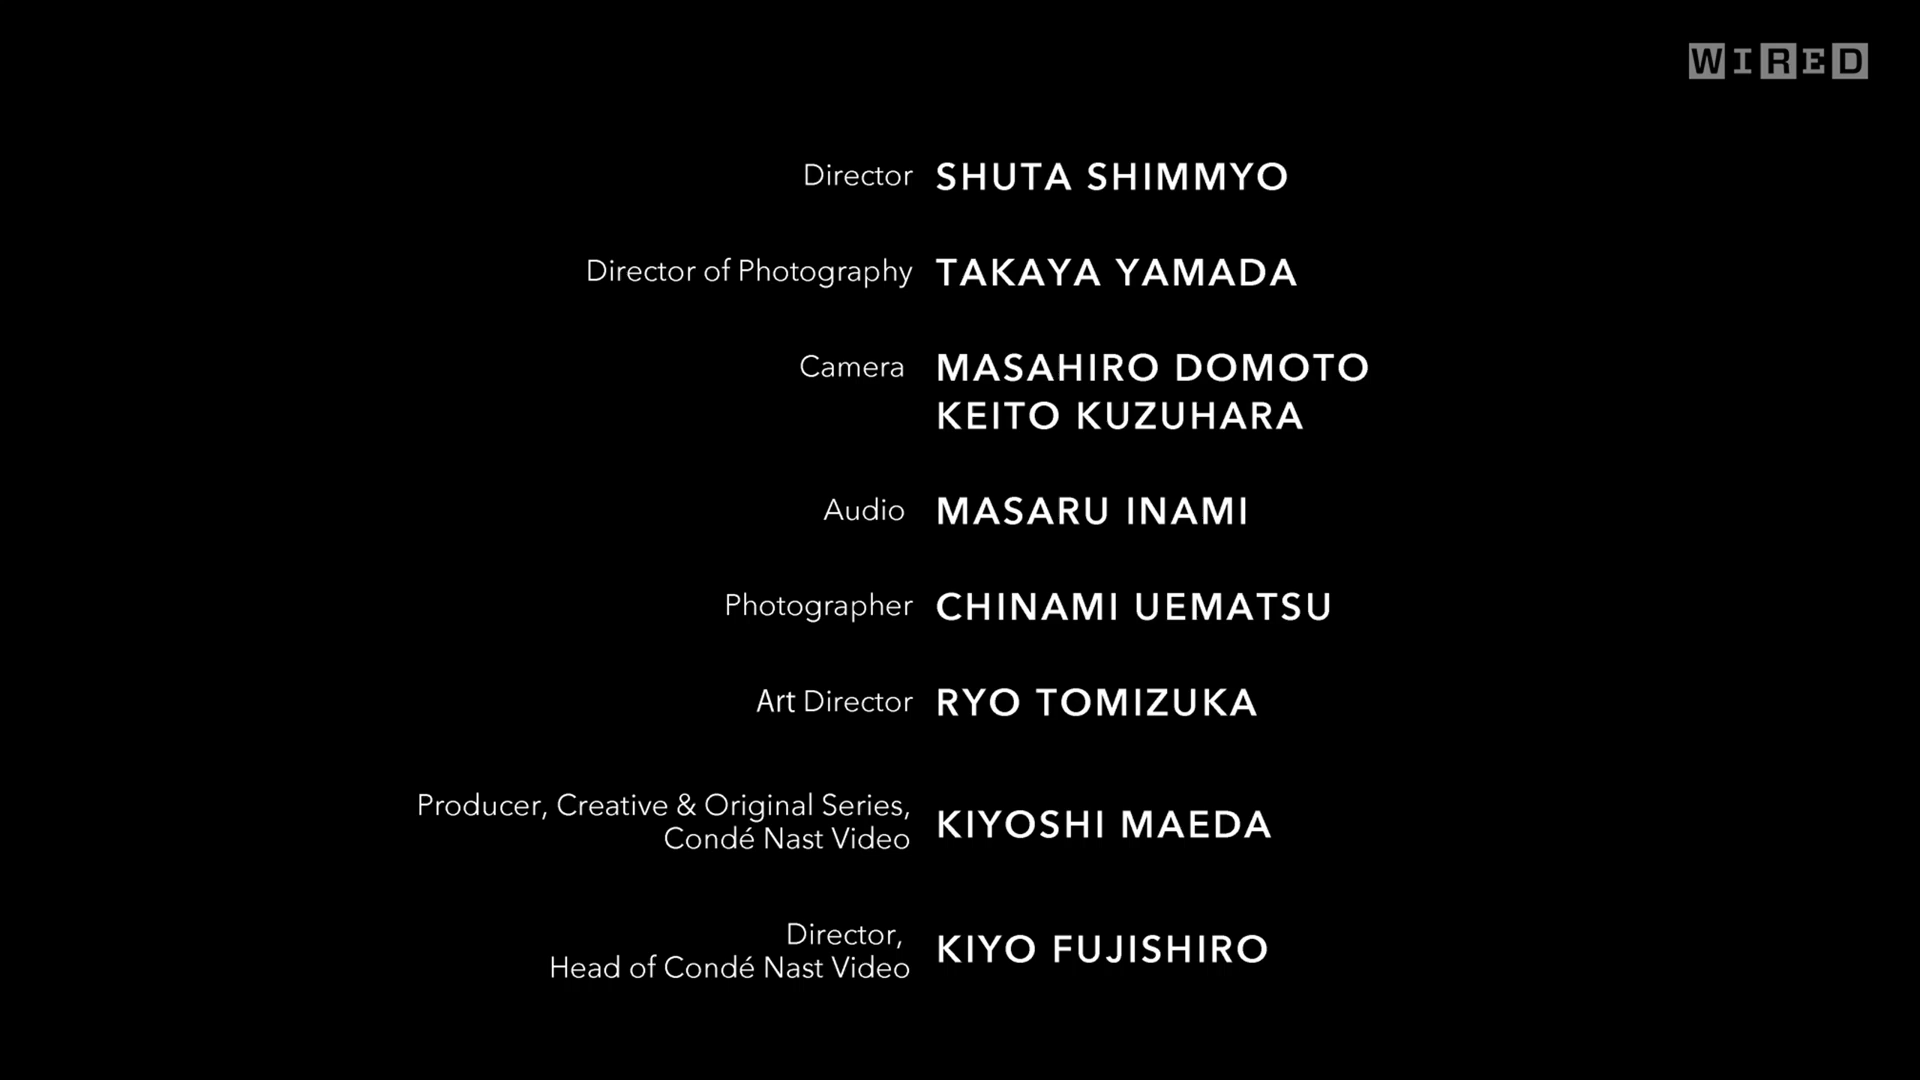 WIRED
Director SHUTA SHIMMYO
Director of Photography TAKAYA YAMADA
Camera MASAHIRO DOMOTO
KEITO KUZUHARA
Audio MASARU INAMI
Photographer CHINAMI UEMATSU
Art Director RYO TOMIZUKA
Producer, Creative & Original Series,
Condé Nast Video KIYOSHI MAEDA
Director,
Head of Condé Nast Video KIYO FUJISHIRO